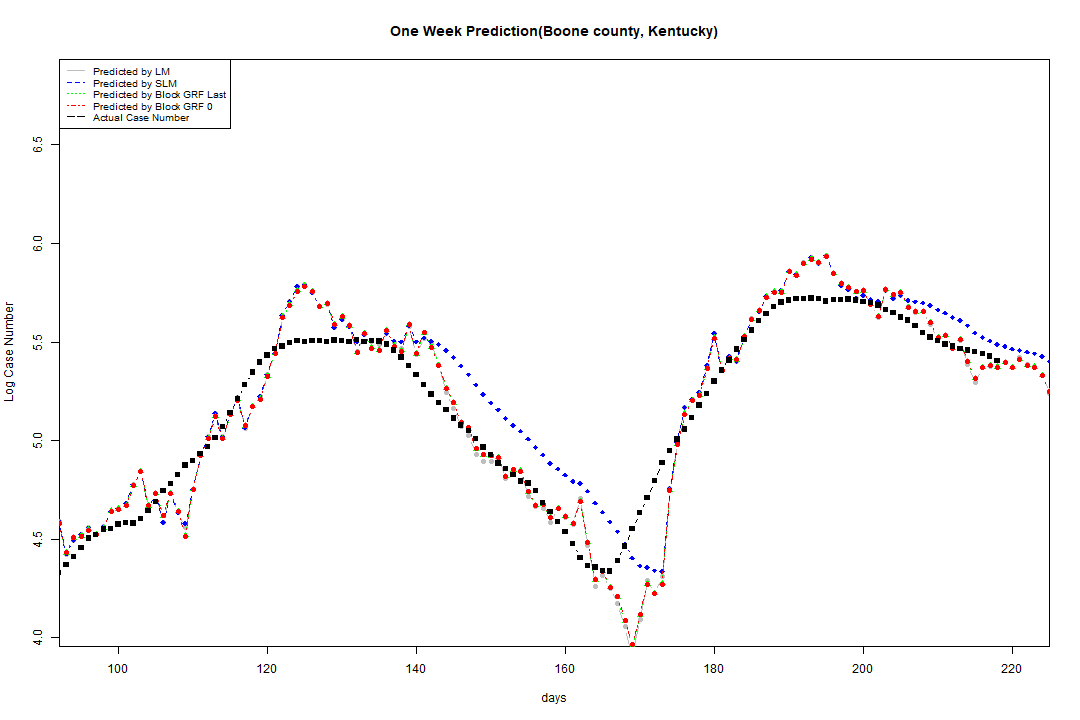 One Week Prediction(Boone county, Kentucky)
Predicted by LM
Predicted by SLM
Predicted by Block GRF Last
Predicted by Block GRF 0
Actual Case Number
Log Case Number
6.5
6.0
5.5
5.0
4.5
4.0
100 120 140 160 180 200 220
days